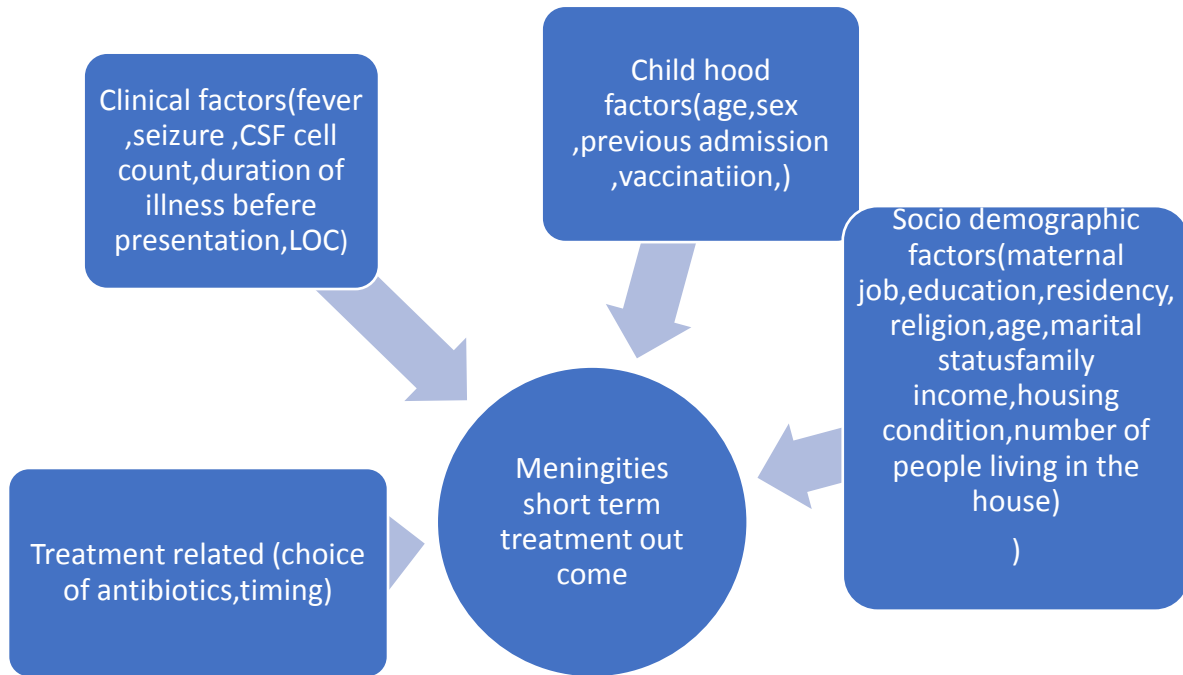 Clinical factors(fever
,seizure ,CSF cell
count,duration of
illness befere
presentation,LOC)
Child hood
factors(age,sex
,previous admission
,vaccinatiion,)
Socio demographic
factors(maternal
job,education,residency,
religion,age,marital
statusfamily
income,housing
condition,number of
people living in the
house)
)
Treatment related (choice
of antibiotics,timing)
Meningities
short term
treatment out
come